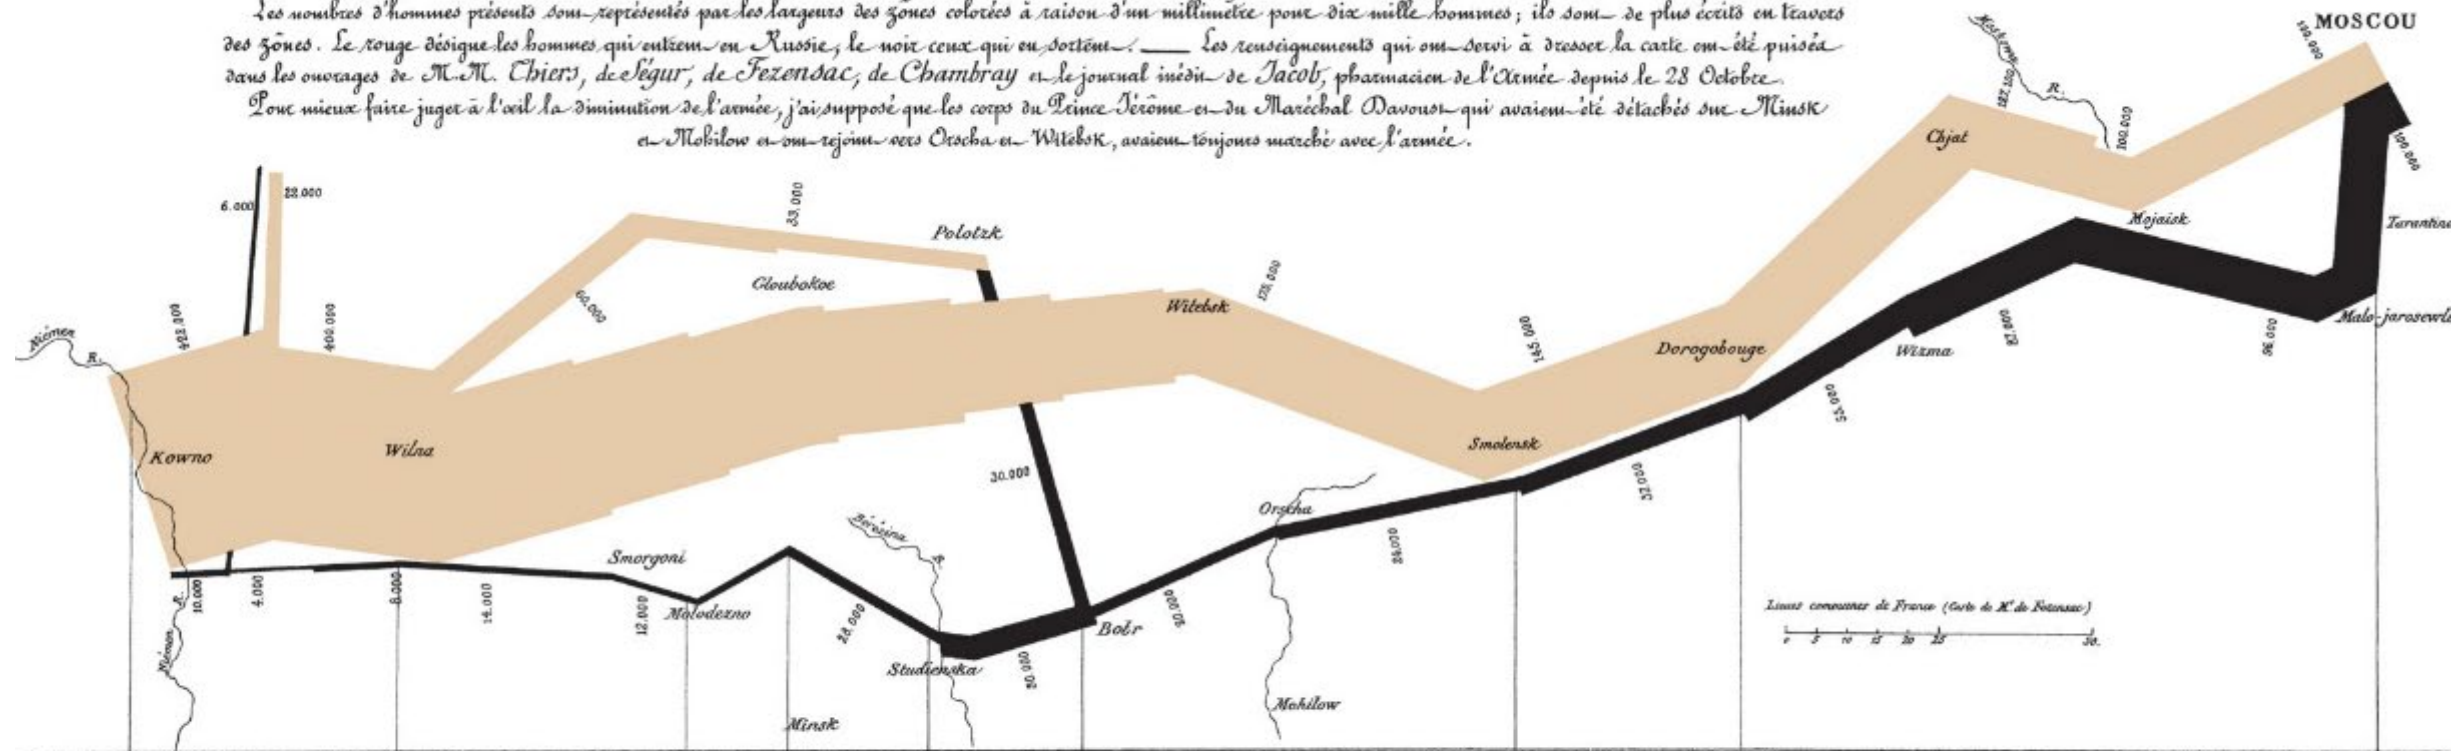 Les nombres d'hommes présents sont représentés par les largeurs des zônes colorées à raison d'un millimètre pour dix mille hommes; ils sont de plus écrits en travers
des zônes. Le rouge désigne les hommes qui entrent en Russie, le noir ceux qui en sortent. — Les renseignements qui ont servi à dresser la carte ont été puisés
dans les ouvrages de M.M. Thiers, de Ségur, de Fezensac, de Chambray et le journal inédit de Jacob, pharmacien de l'Armée depuis le 28 Octobre.
Pour mieux faire juger à l'œil la diminution de l'armée, j'ai supposé que les corps du Prince Jérôme et du Maréchal Davoust qui avaient été détachés sur Minsk
et Mohilow et ont rejoint vers Orscha et Witebsk, avaient toujours marché avec l'armée.
MOSCOU
100.000
Moskowa R.
127.100
100.000
Chjat
Mojaisk
100.000
Tarantino
6.000
22.000
33.000
Polotzk
Gloubokoe
60.000
422.000
400.000
Niémen R.
175.000
Witebsk
145.000
Dorogobouge
Wizma
Malo-jarosewli
96.000
55.000
Kowno
Wilna
Smolensk
30.000
37.000
Orscha
24.000
Bérézina R.
Smorgoni
Molodezno
10.000
4.000
8.000
14.000
12.000
28.000
20.000
Bobr
Studienska
Niémen R.
Lieues communes de France (Carte de Mr. de Fezensac)
0 5 10 15 20 25 50.
Minsk
Mohilow